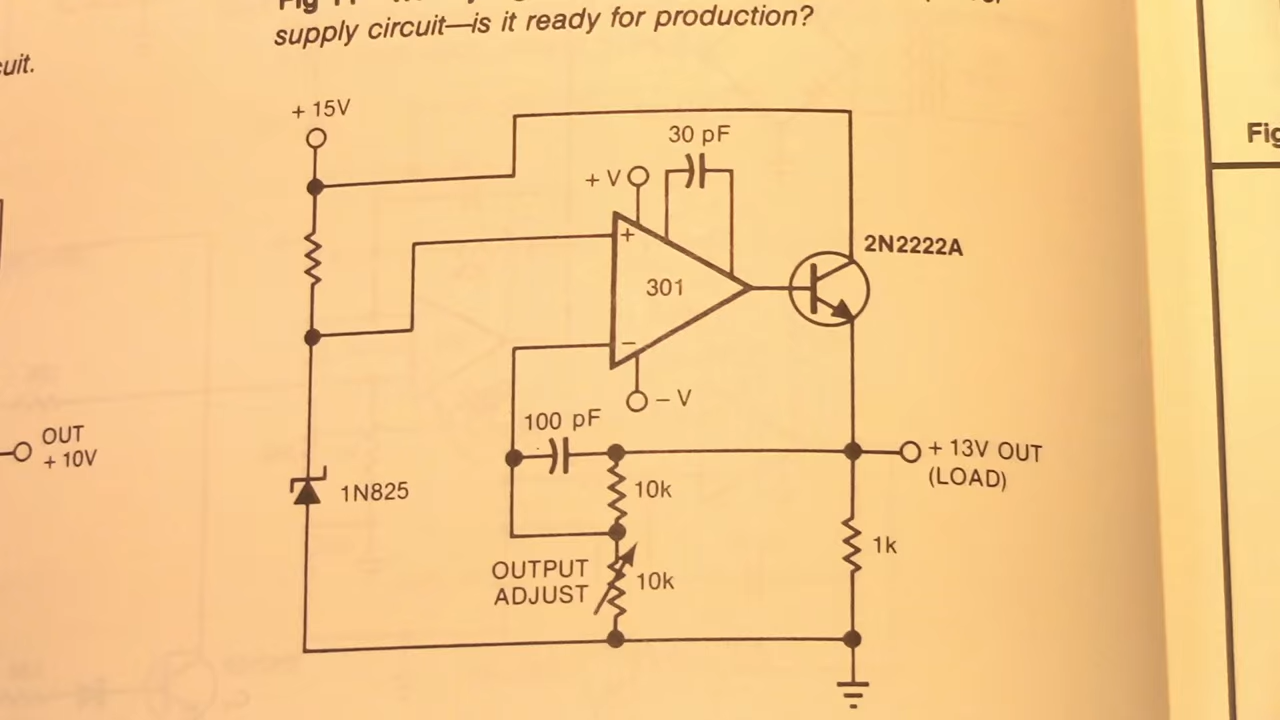 supply circuit—is it ready for production?
cuit.
+ 15V
30 pF
+ V
Fig
+
2N2222A
301
–
– V
100 pF
OUT
+ 10V
+ 13V OUT
(LOAD)
1N825
10k
1k
OUTPUT
ADJUST
10k